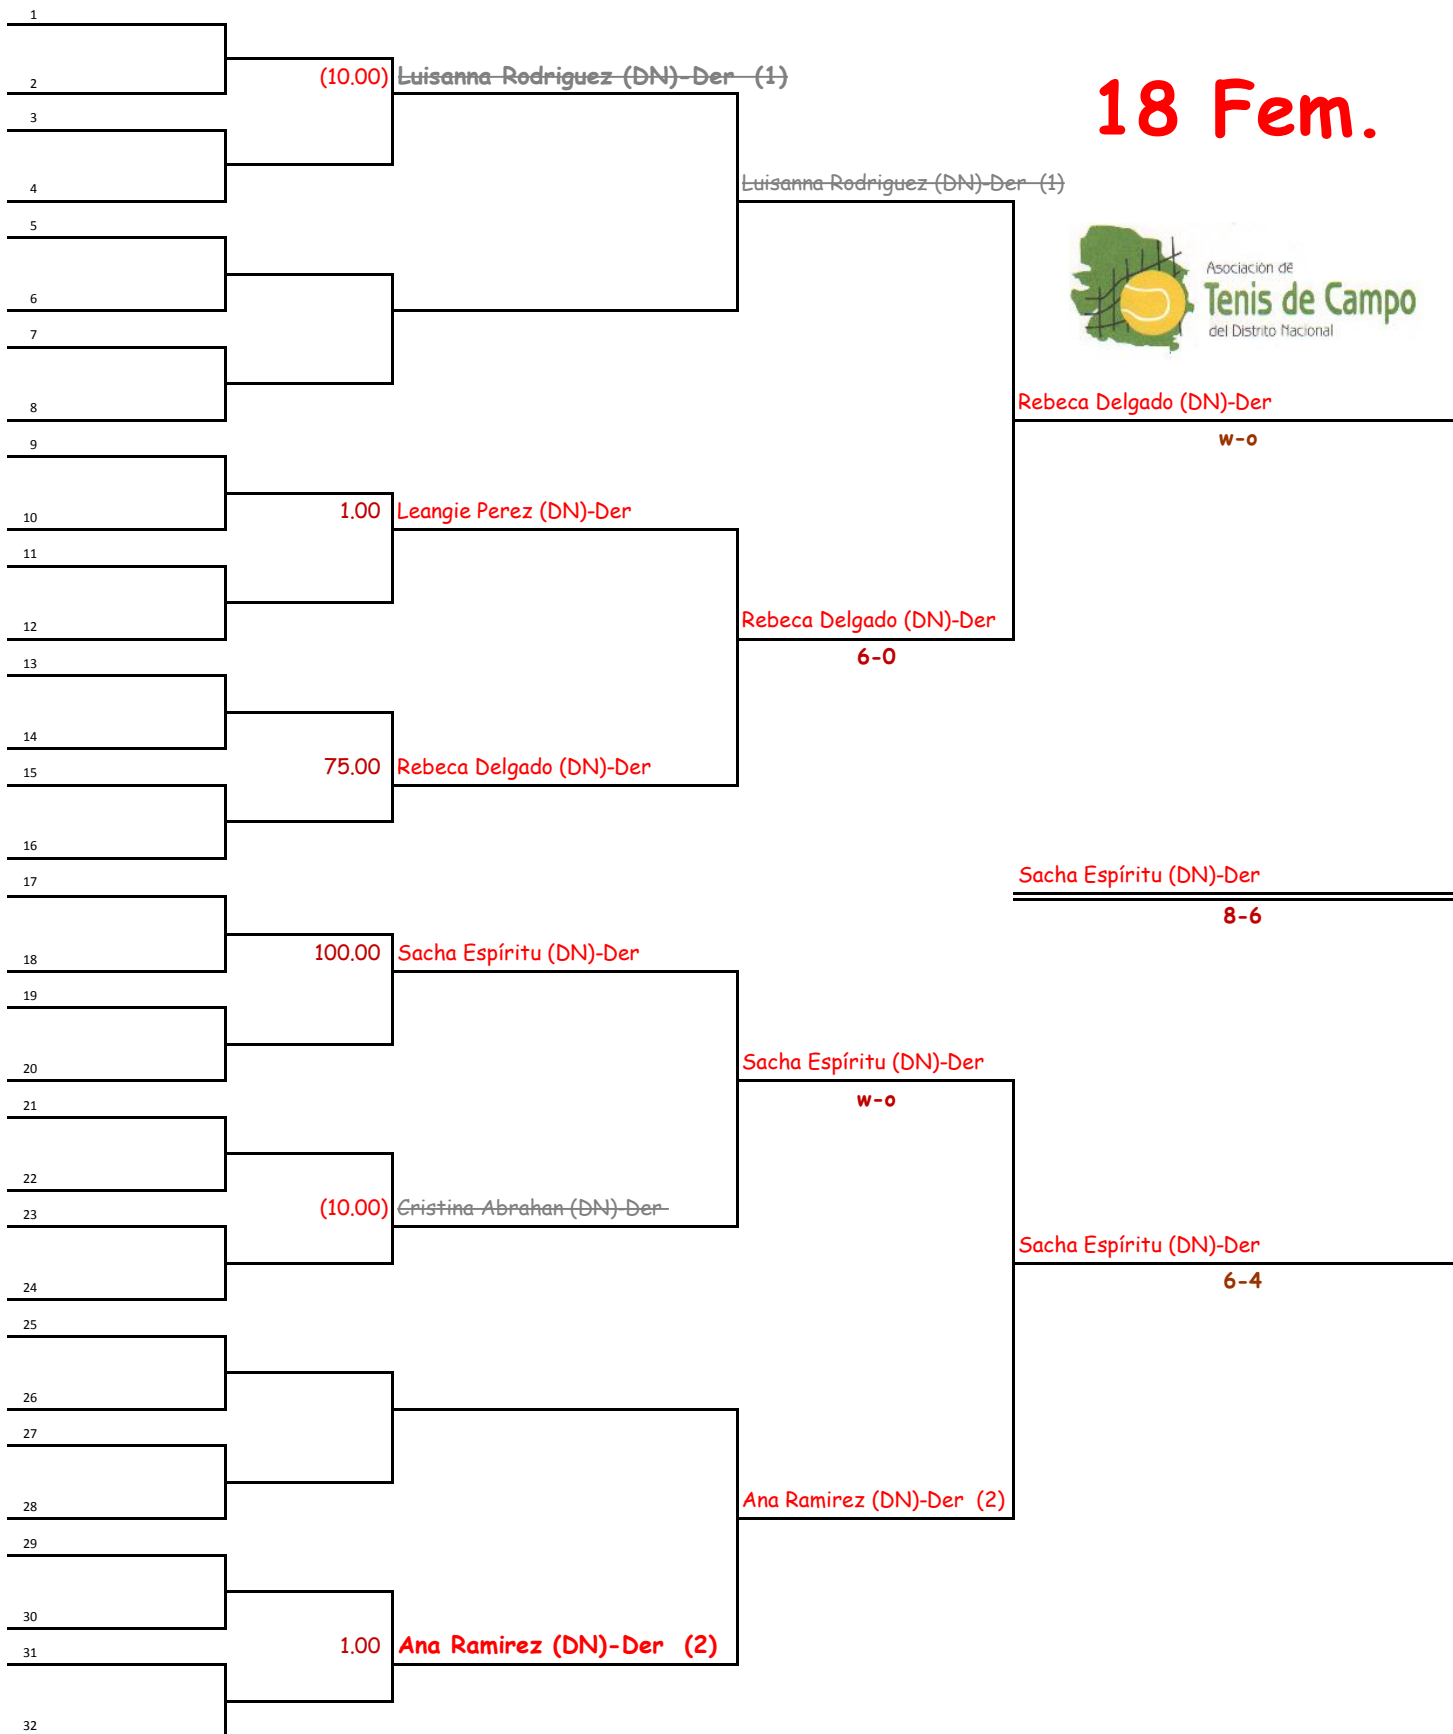 1
2
(10.00) Luisanna Rodriguez (DN)-Der (1)
18 Fem.
3
4
Luisanna Rodriguez (DN)-Der (1)
5
Asociación de
Tenis de Campo
del Distrito Nacional
6
7
8
Rebeca Delgado (DN)-Der
w-o
9
10
1.00 Leangie Perez (DN)-Der
11
12
Rebeca Delgado (DN)-Der
6-0
13
14
75.00 Rebeca Delgado (DN)-Der
15
16
17
Sacha Espíritu (DN)-Der
8-6
18
100.00 Sacha Espíritu (DN)-Der
19
20
Sacha Espíritu (DN)-Der
w-o
21
22
(10.00) Cristina Abrahan (DN)-Der
23
24
Sacha Espíritu (DN)-Der
6-4
25
26
27
28
Ana Ramirez (DN)-Der (2)
29
30
1.00 Ana Ramirez (DN)-Der (2)
31
32